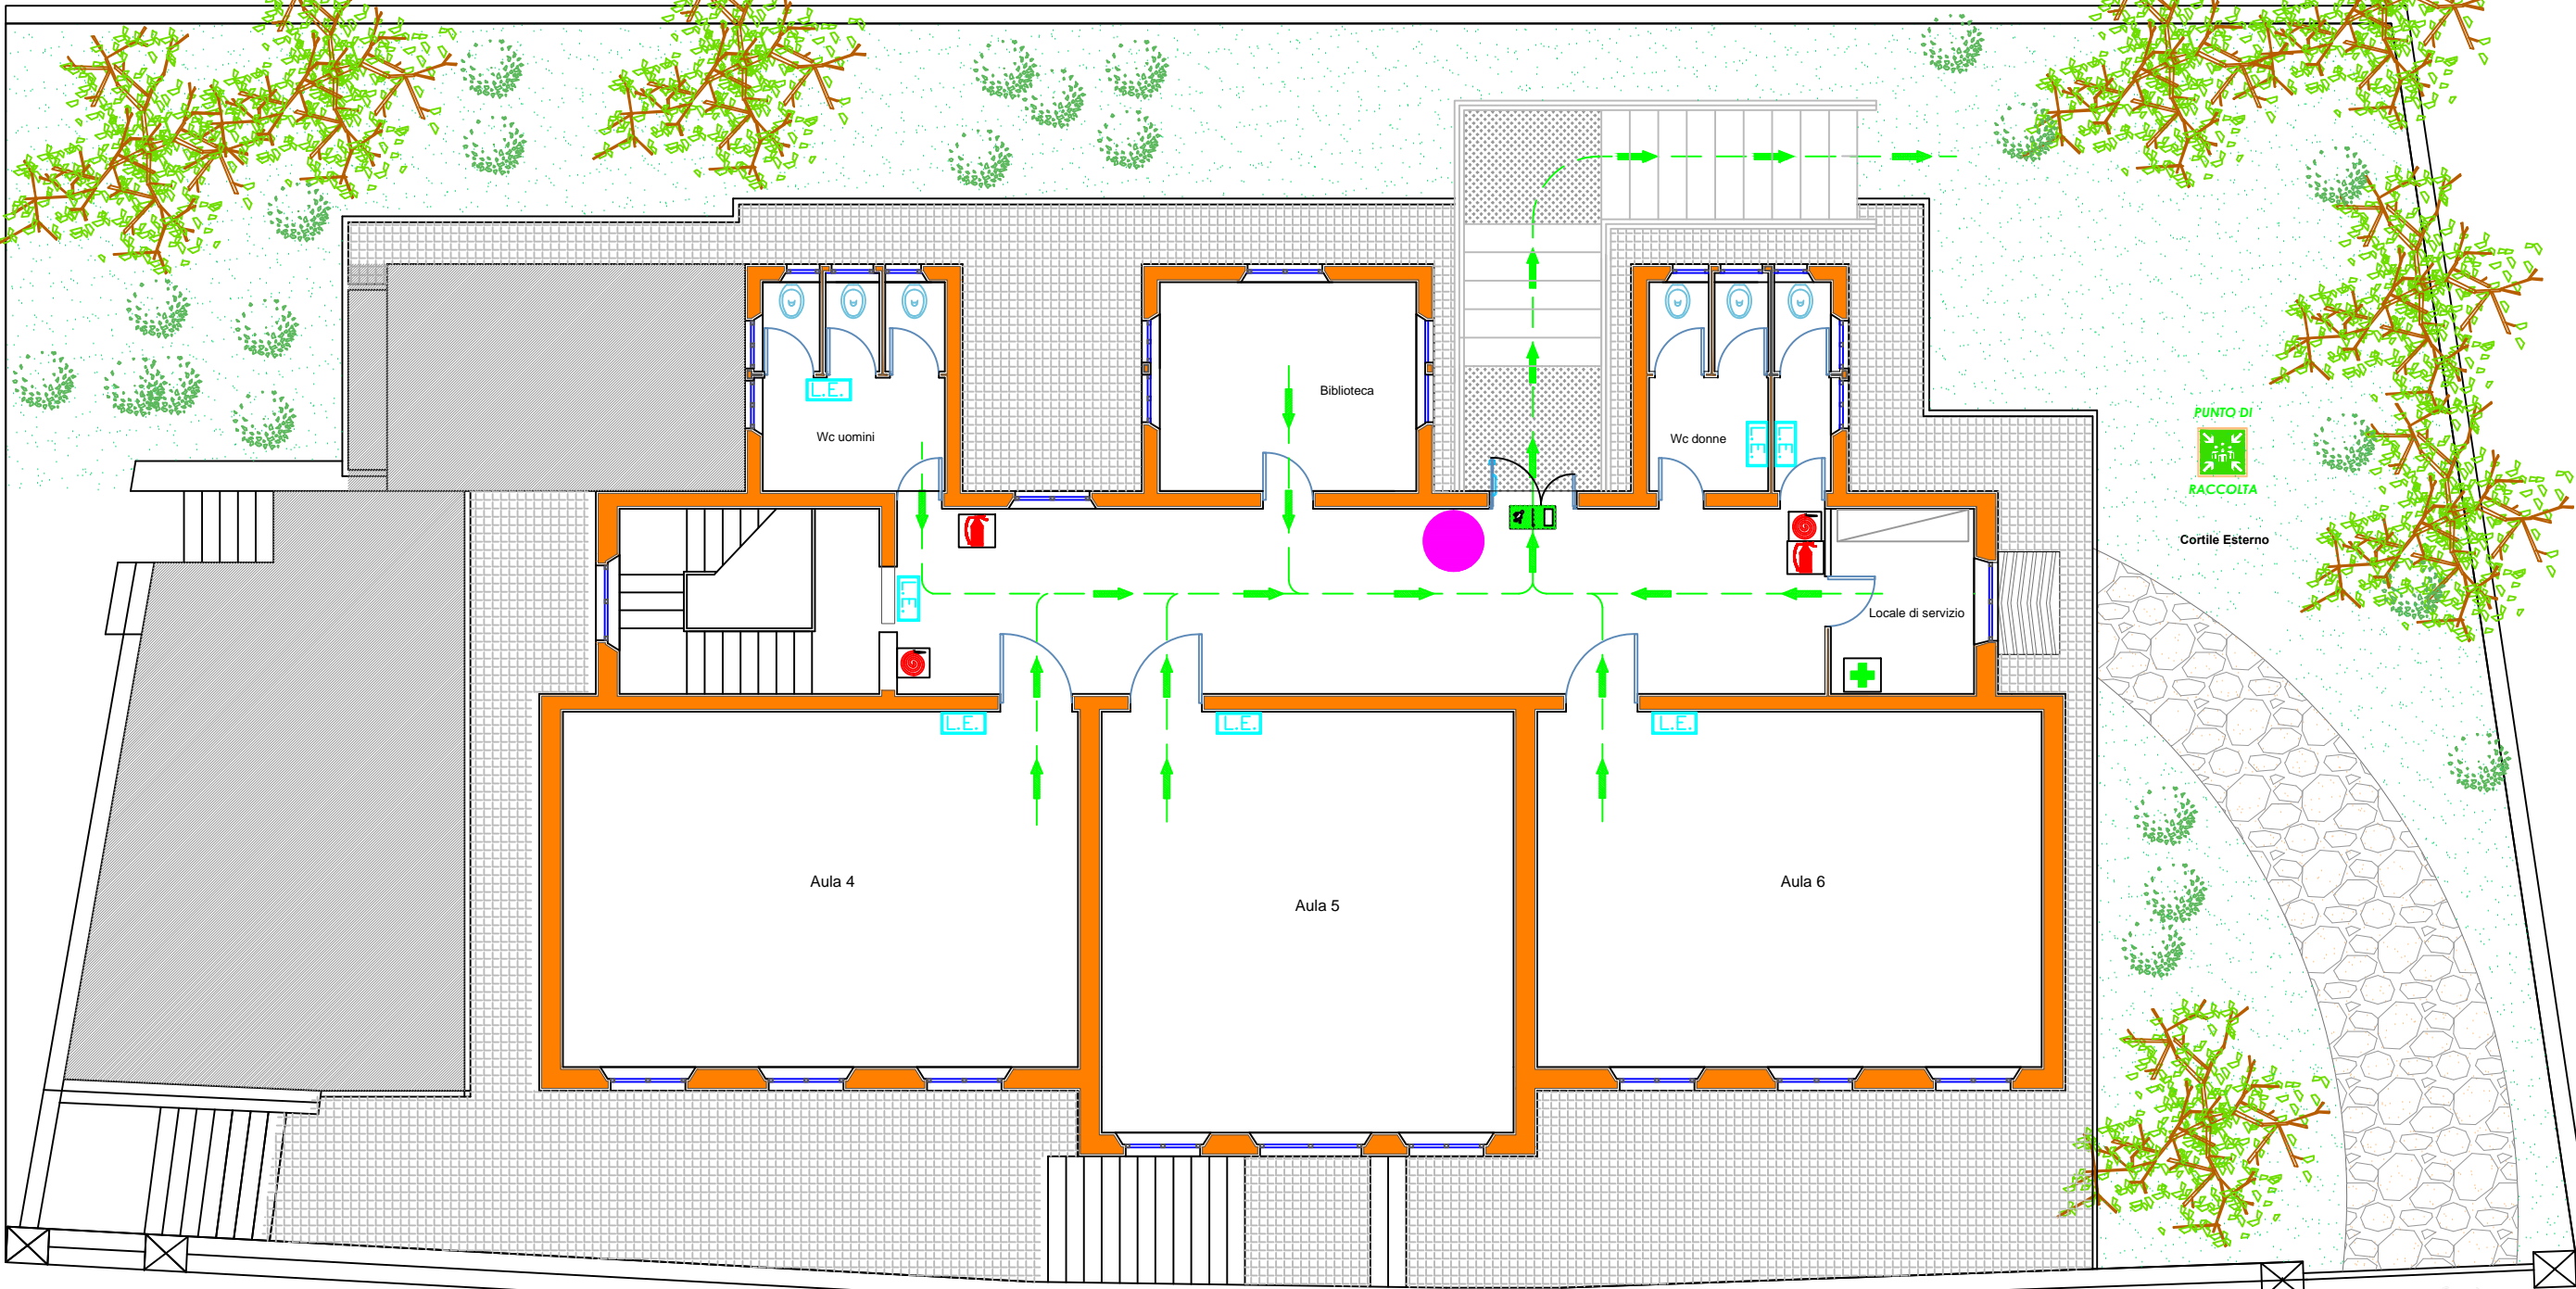 L.E.
Wc uomini
Biblioteca
Wc donne
L.E.
L.E.
PUNTO DI
RACCOLTA
Cortile Esterno
L.E.
Locale di servizio
L.E.
L.E.
L.E.
Aula 4
Aula 5
Aula 6